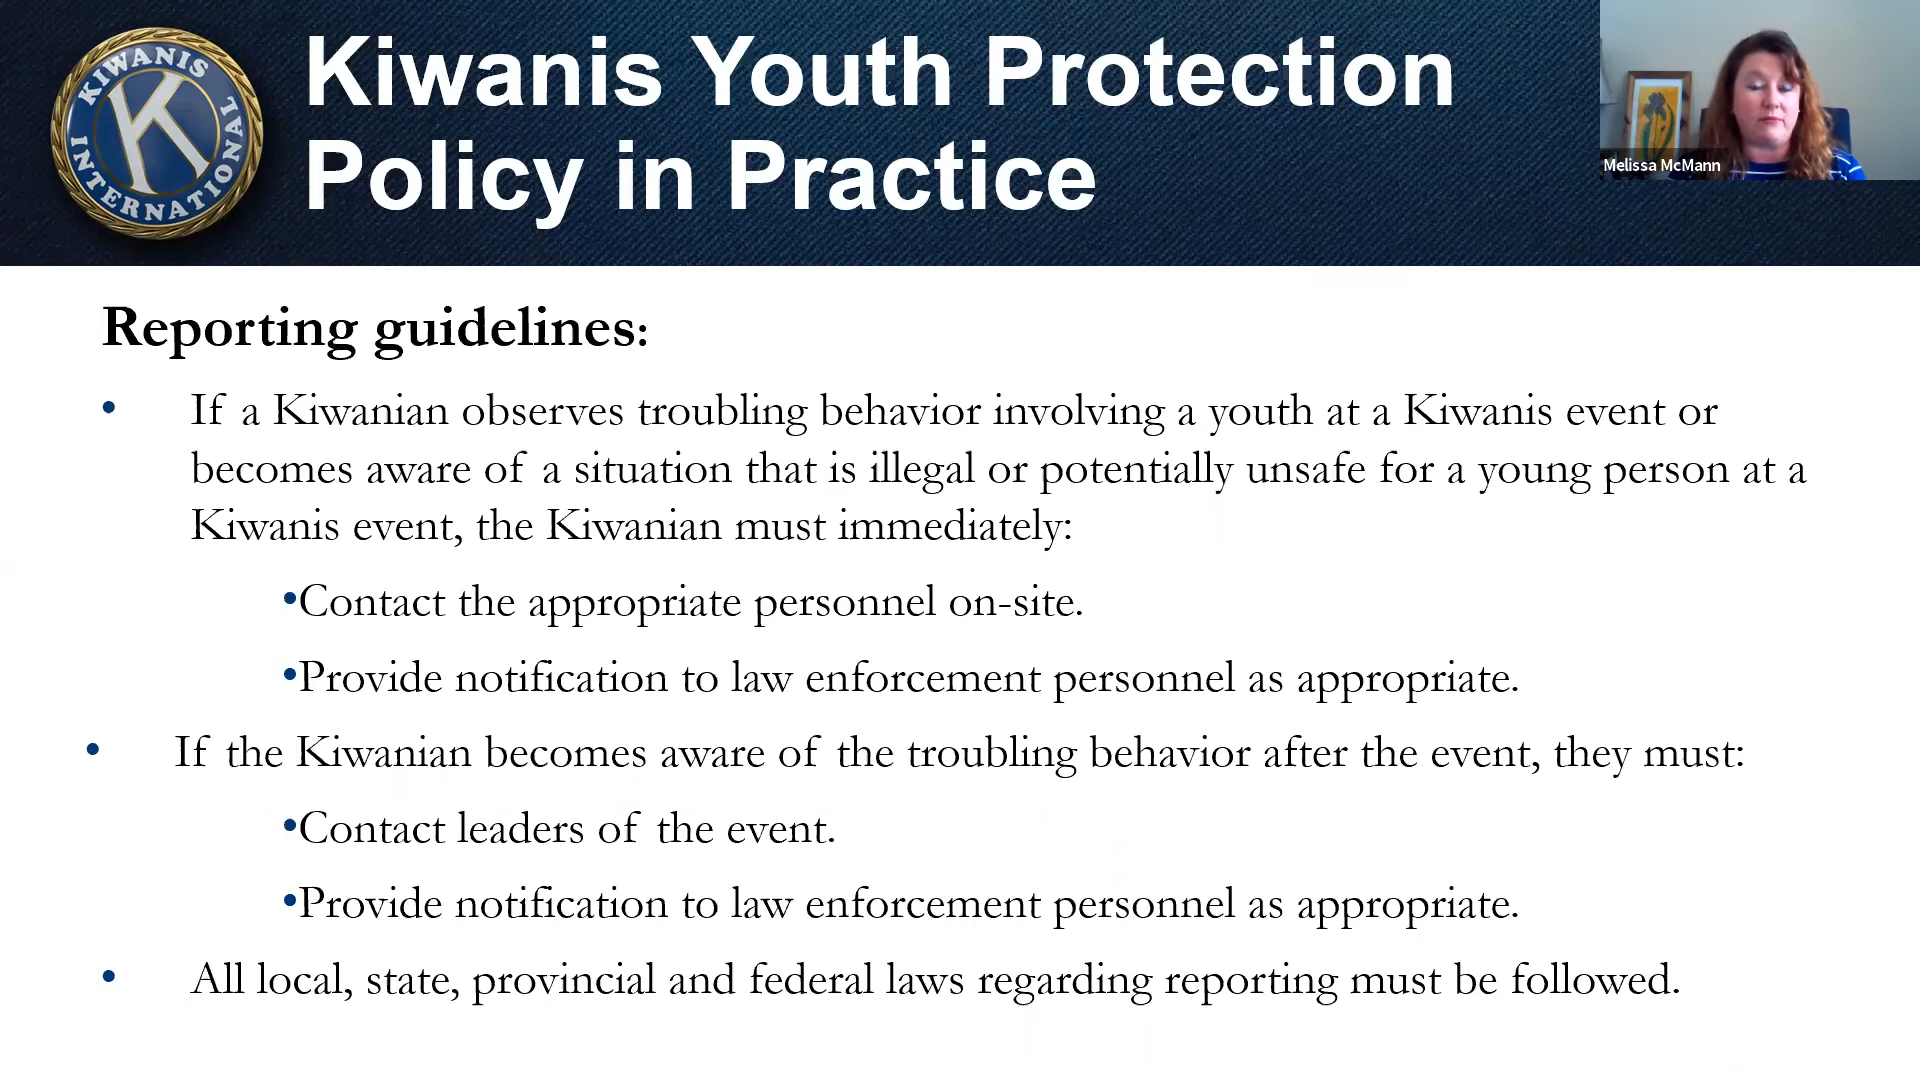 KIWANIS
K
INTERNATIONAL
Kiwanis Youth Protection
Policy in Practice
Melissa McMann
Reporting guidelines:
• If a Kiwanian observes troubling behavior involving a youth at a Kiwanis event or
becomes aware of a situation that is illegal or potentially unsafe for a young person at a
Kiwanis event, the Kiwanian must immediately:
•Contact the appropriate personnel on-site.
•Provide notification to law enforcement personnel as appropriate.
• If the Kiwanian becomes aware of the troubling behavior after the event, they must:
•Contact leaders of the event.
•Provide notification to law enforcement personnel as appropriate.
• All local, state, provincial and federal laws regarding reporting must be followed.